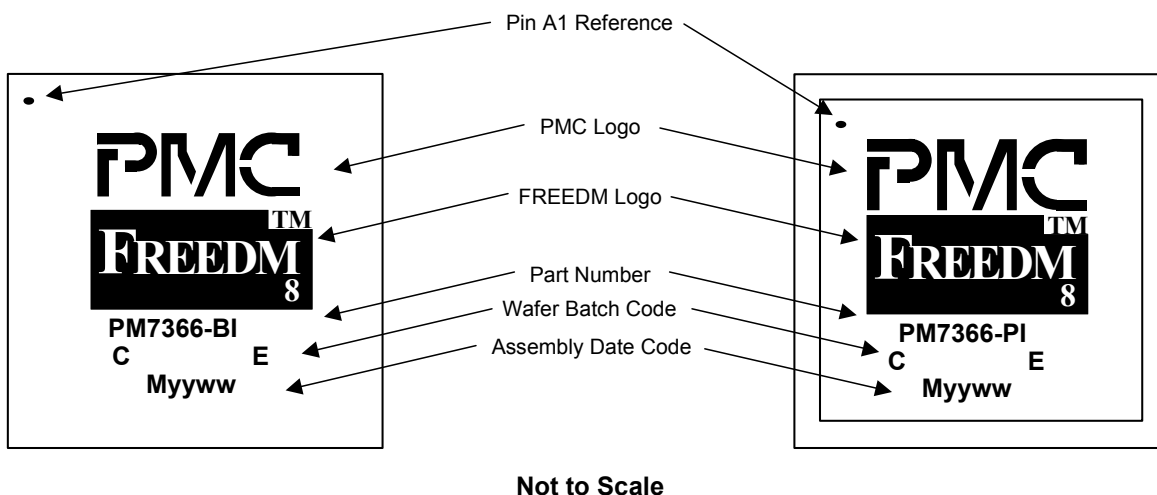 Pin A1 Reference
PMC Logo
FREEDM Logo
Part Number
Wafer Batch Code
Assembly Date Code
PMC
TM
FREEDM
8
PM7366-BI
C E
Myyww
PMC
TM
FREEDM
8
PM7366-PI
C E
Myyww
Not to Scale